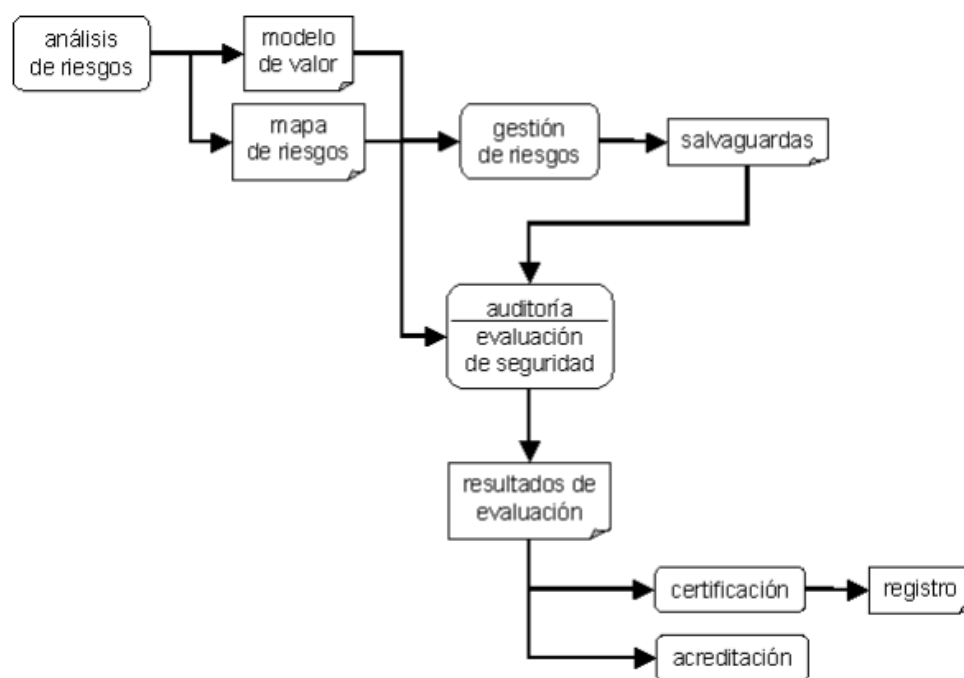 análisis
de riesgos
modelo
de valor
mapa
de riesgos
gestión
de riesgos
salvaguardas
auditoría
evaluación
de seguridad
resultados de
evaluación
certificación
registro
acreditación